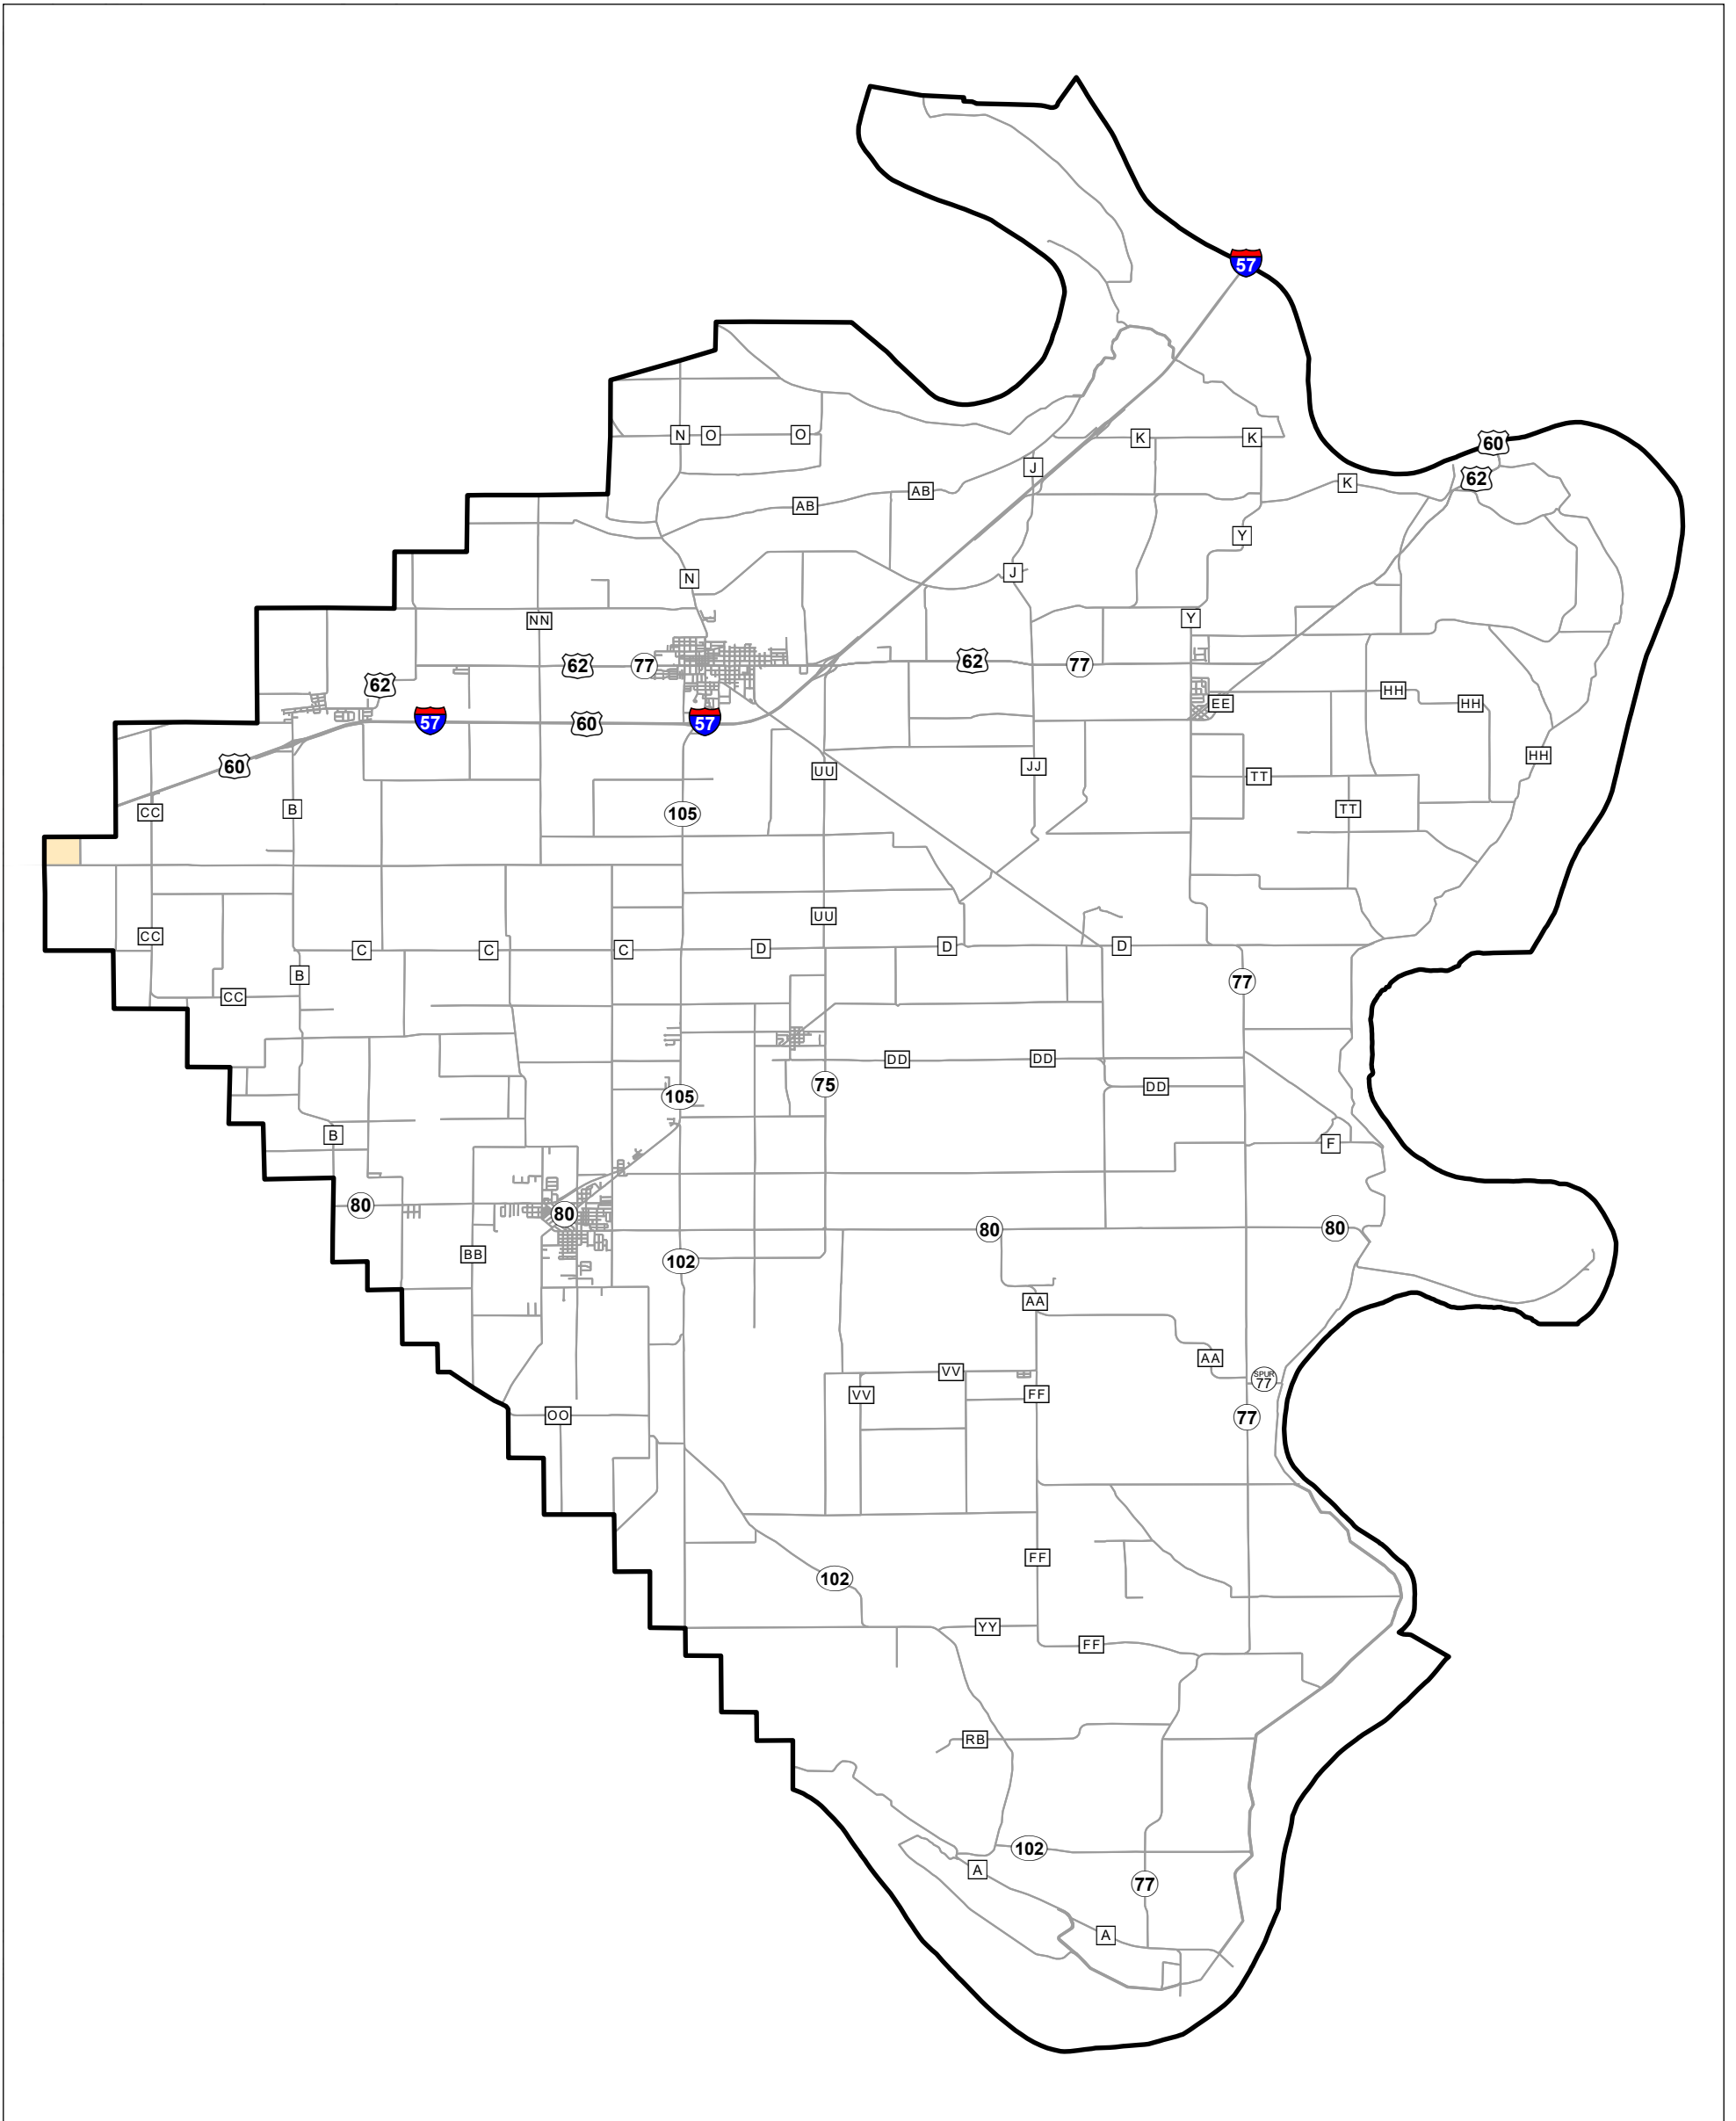 57
60
62
K
K
N
O
O
J
K
AB
AB
Y
J
N
NN
Y
62
77
62
77
62
HH
HH
EE
57
60
57
HH
60
UU
JJ
TT
CC
B
105
TT
UU
CC
C
C
C
D
D
D
B
77
CC
DD
DD
75
DD
105
B
F
80
80
80
80
BB
102
AA
AA
VV
SPUR
77
VV
FF
OO
77
FF
102
YY
FF
RB
102
A
77
A